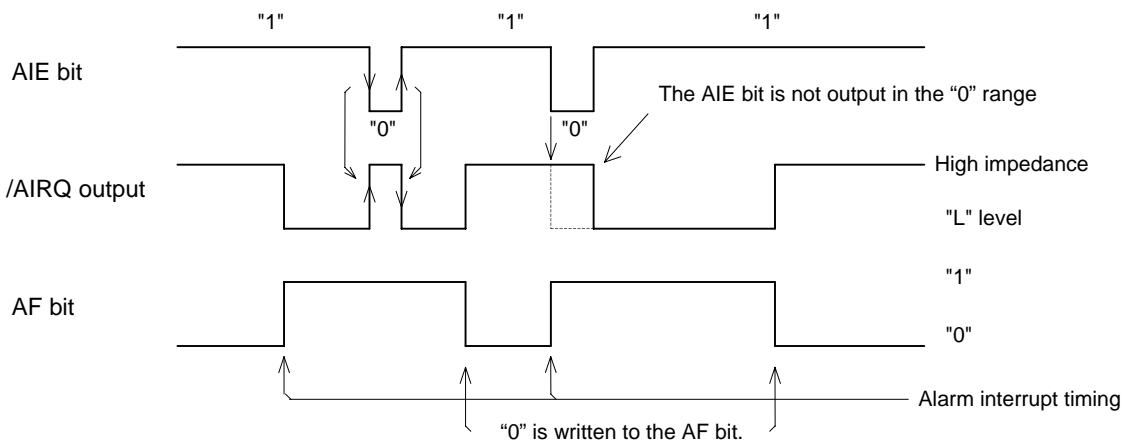 "1" "1" "1"
AIE bit
The AIE bit is not output in the “0” range
"0" "0"
High impedance
/AIRQ output
"L" level
"1"
AF bit
"0"
Alarm interrupt timing
“0” is written to the AF bit.